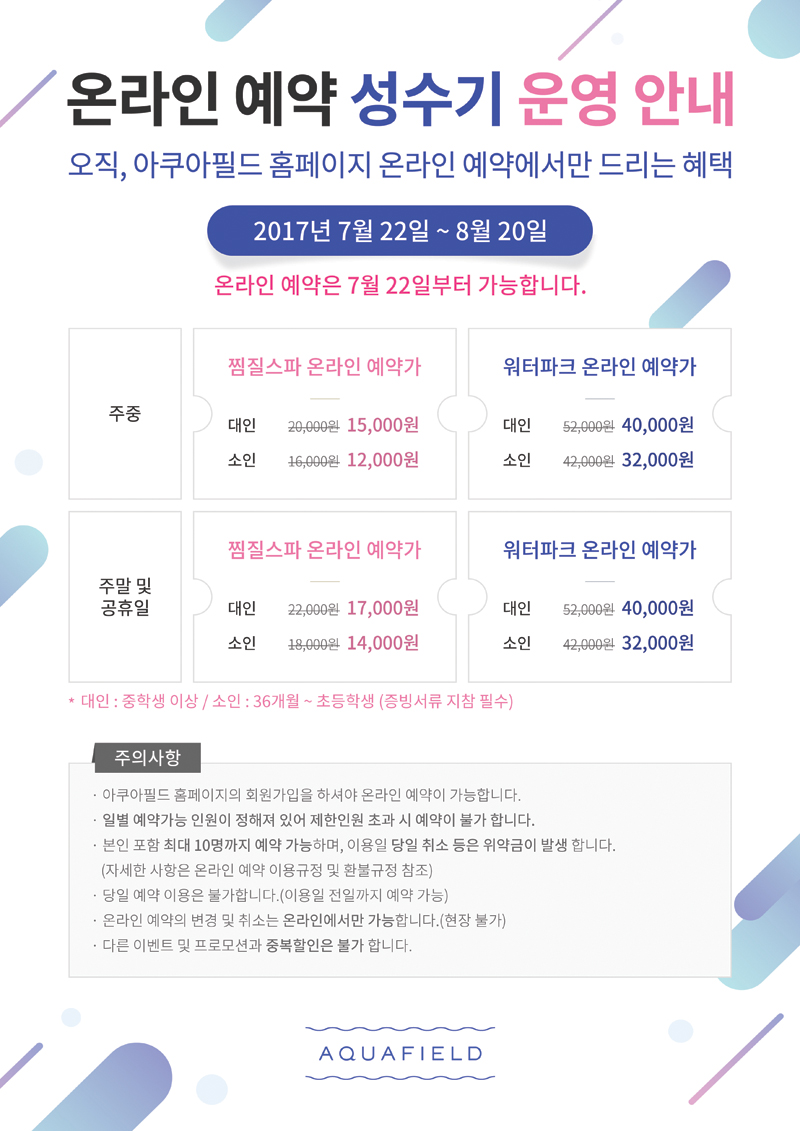 온라인 예약 성수기 운영 안내
오직, 아쿠아필드 홈페이지 온라인 예약에서만 드리는 혜택
2017년 7월 22일 ~ 8월 20일
온라인 예약은 7월 22일부터 가능합니다.
주중
찜질스파 온라인 예약가
대인 20,000원 15,000원
소인 16,000원 12,000원
워터파크 온라인 예약가
대인 52,000원 40,000원
소인 42,000원 32,000원
주말 및
공휴일
찜질스파 온라인 예약가
대인 22,000원 17,000원
소인 18,000원 14,000원
워터파크 온라인 예약가
대인 52,000원 40,000원
소인 42,000원 32,000원
* 대인 : 중학생 이상 / 소인 : 36개월 ~ 초등학생 (증빙서류 지참 필수)
주의사항
· 아쿠아필드 홈페이지의 회원가입을 하셔야 온라인 예약이 가능합니다.
· 일별 예약가능 인원이 정해져 있어 제한인원 초과 시 예약이 불가 합니다.
· 본인 포함 최대 10명까지 예약 가능하며, 이용일 당일 취소 등은 위약금이 발생 합니다.
(자세한 사항은 온라인 예약 이용규정 및 환불규정 참조)
· 당일 예약 이용은 불가합니다.(이용일 전일까지 예약 가능)
· 온라인 예약의 변경 및 취소는 온라인에서만 가능합니다.(현장 불가)
· 다른 이벤트 및 프로모션과 중복할인은 불가 합니다.
AQUAFIELD